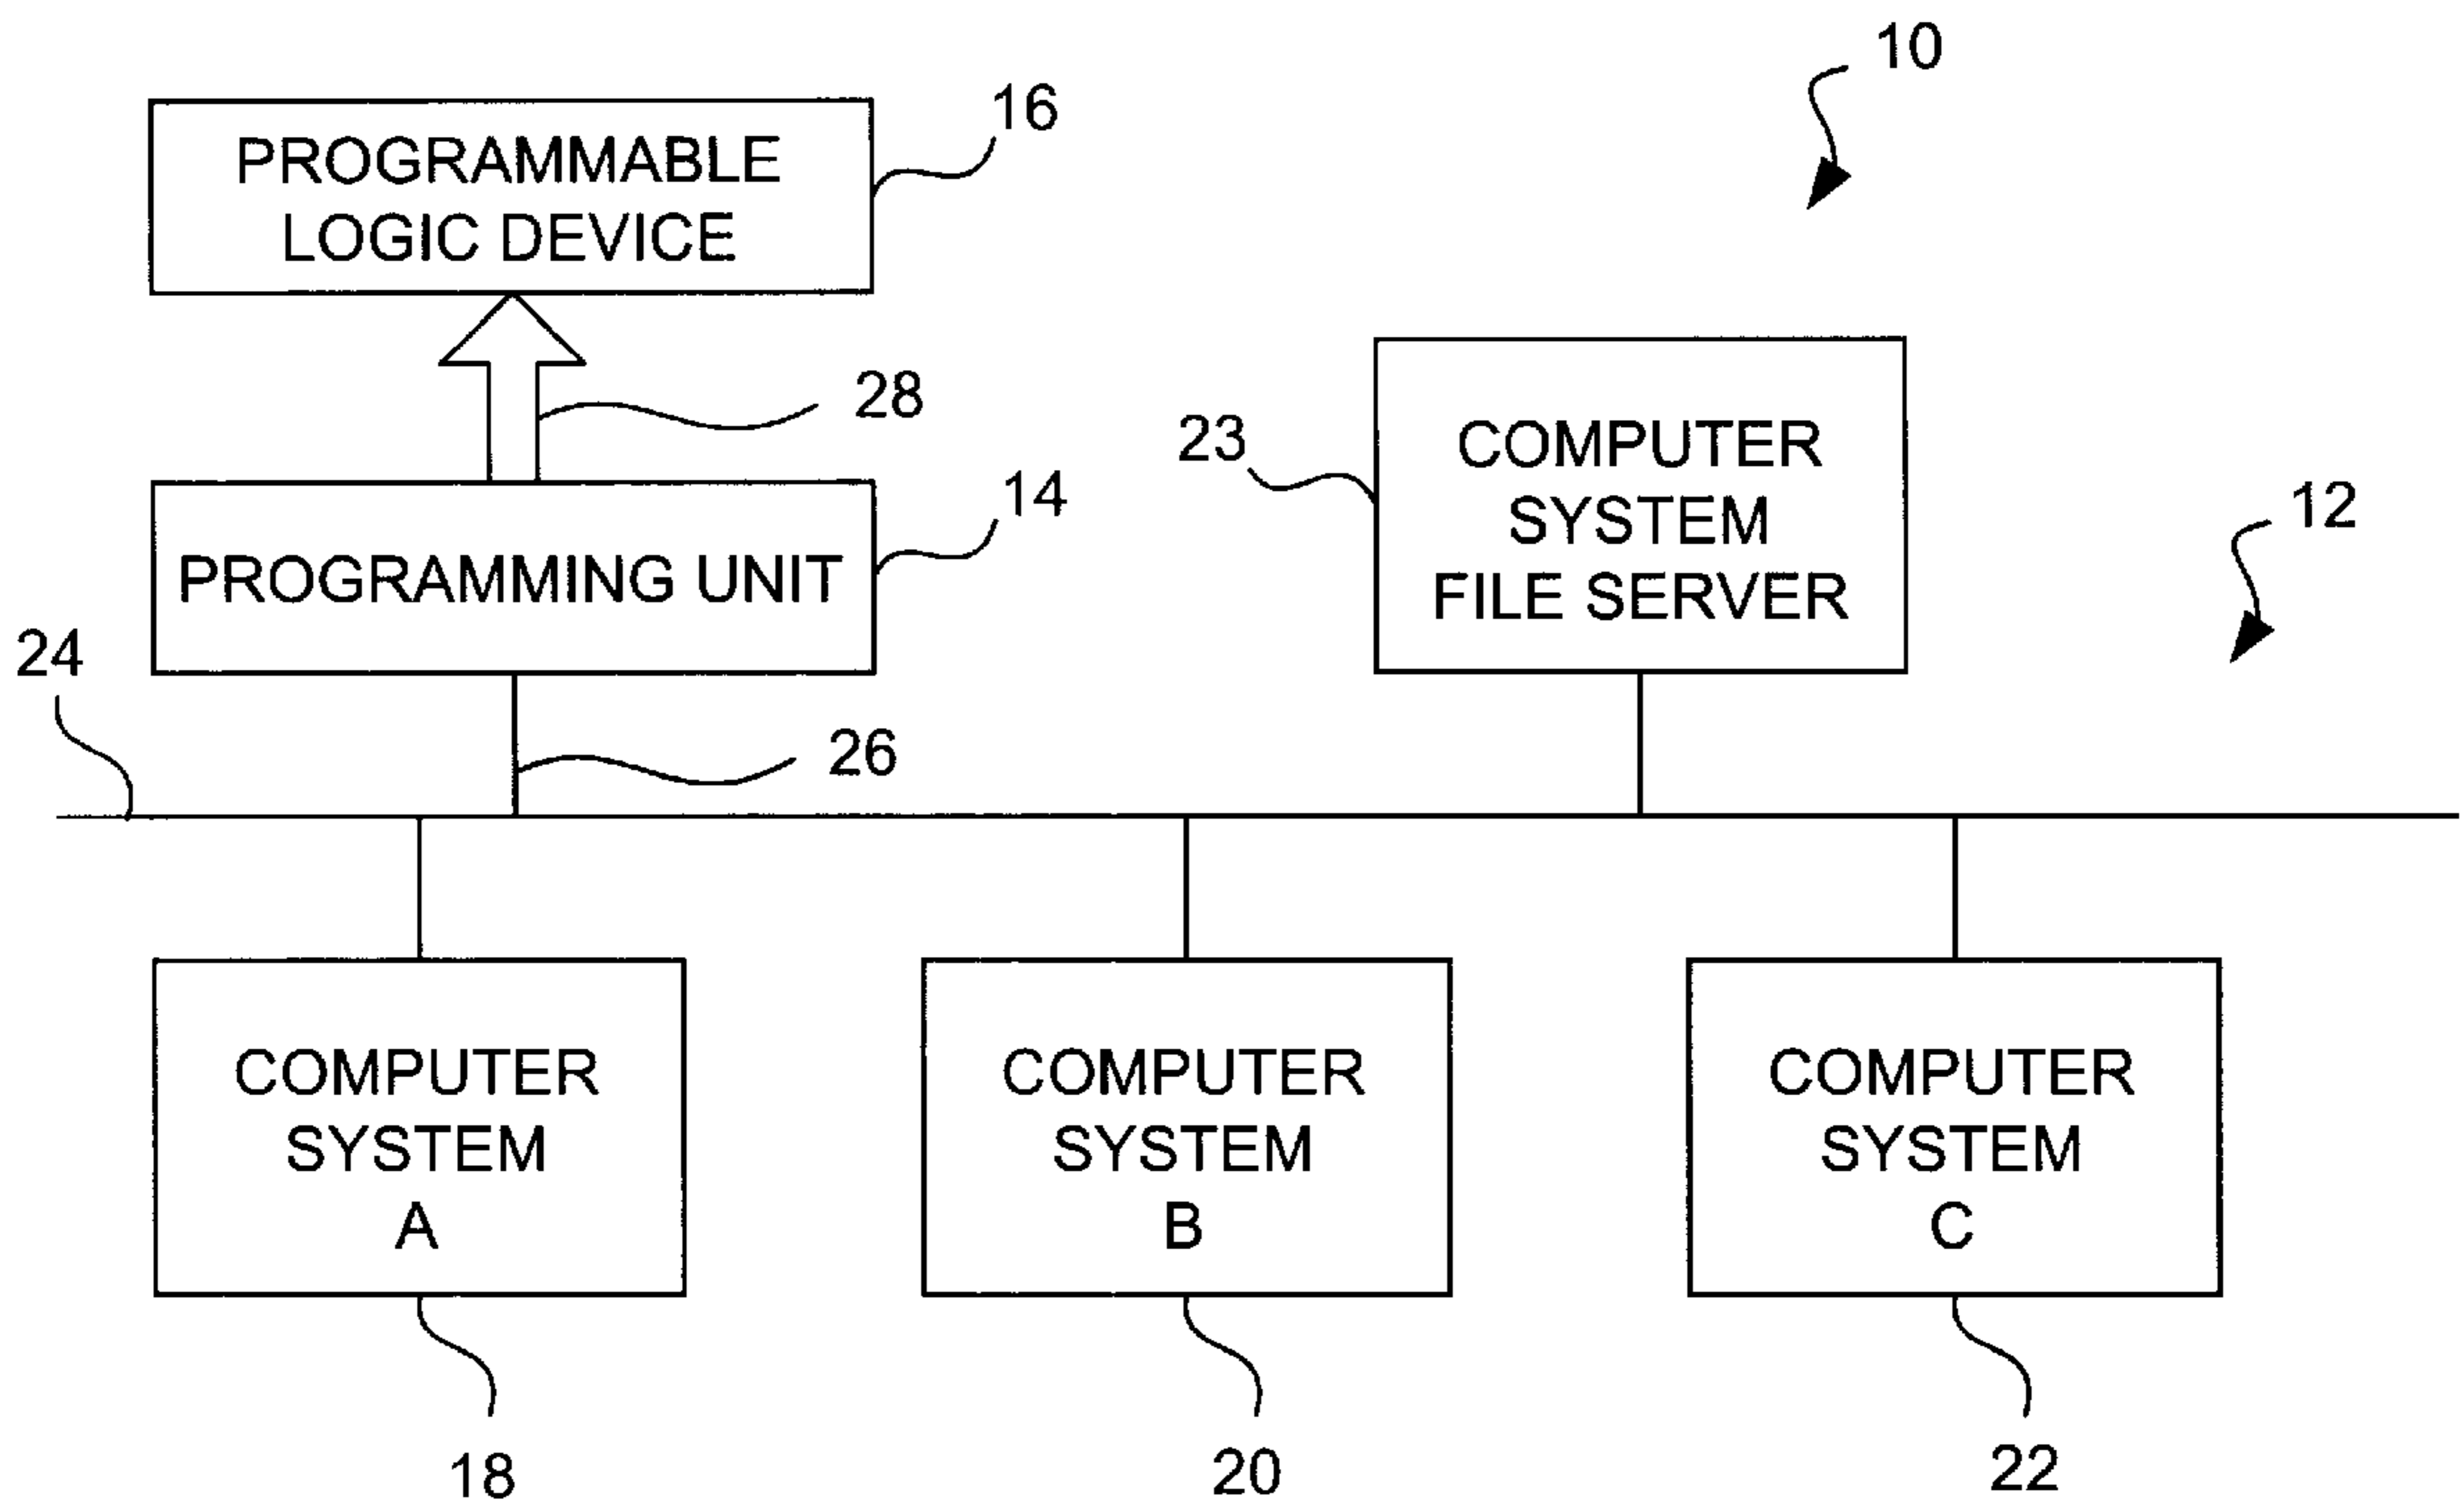 10
16
PROGRAMMABLE
LOGIC DEVICE
28
23
COMPUTER
SYSTEM
FILE SERVER
14
12
PROGRAMMING UNIT
24
26
COMPUTER
SYSTEM
A
COMPUTER
SYSTEM
B
COMPUTER
SYSTEM
C
18
20
22